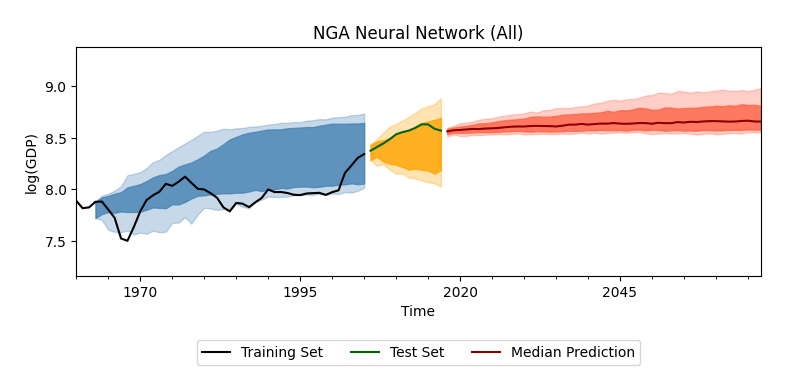 NGA Neural Network (All)
9.0
8.5
8.0
7.5
log(GDP)
1970
1995
2020
2045
Time
Training Set
Test Set
Median Prediction